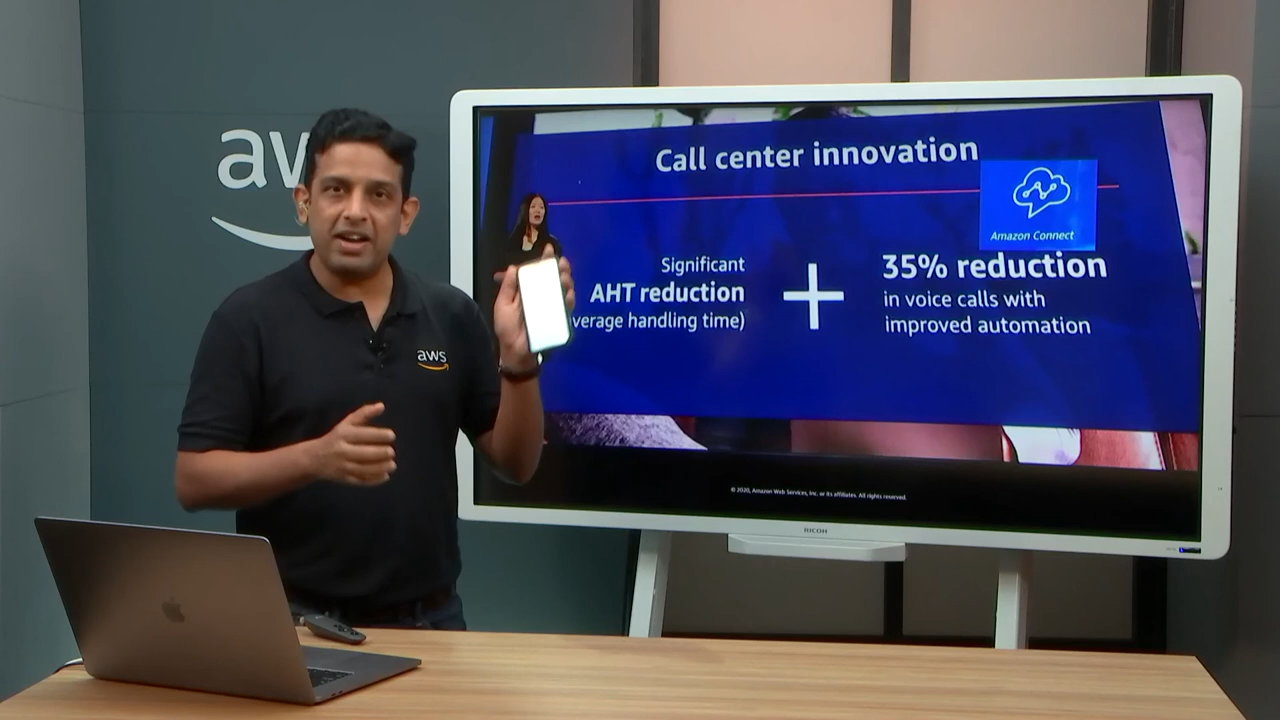 aws
Call center innovation
Amazon Connect
Significant
AHT reduction
verage handling time)
35% reduction
in voice calls with
improved automation
aws
© 2020, Amazon Web Services, Inc. or its affiliates. All rights reserved.
RICOH